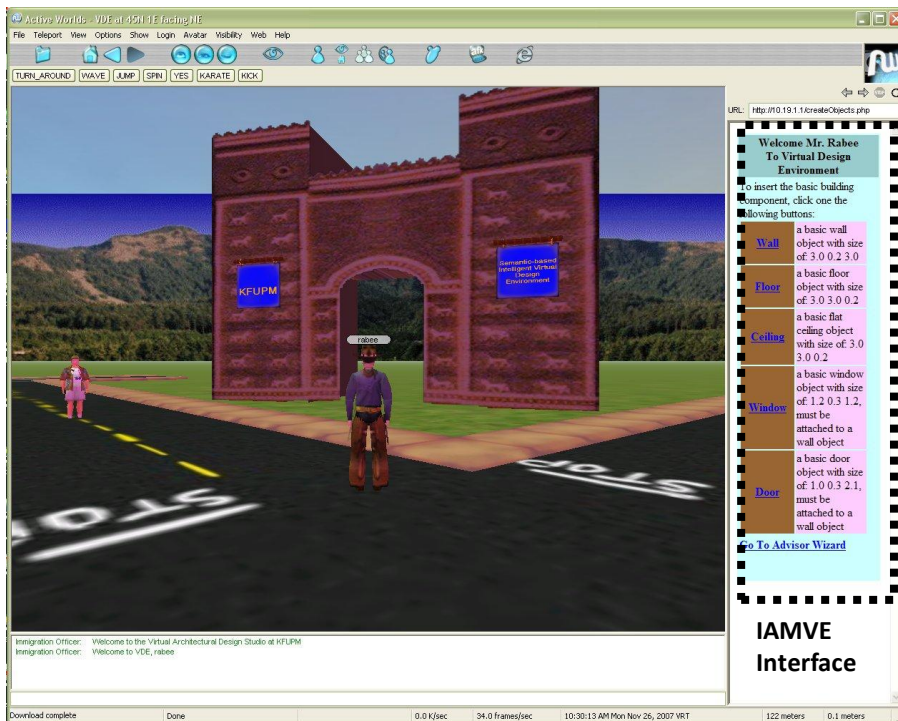 Active Worlds - VDE at 45N 1E facing NE
File Teleport View Options Show Login Avatar Visibility Web Help
TURN_AROUND WAVE JUMP SPIN YES KARATE KICK
URL: http://10.19.1.1/createObjects.php
KFUPM
Semantic-based
Intelligent Virtual
Design
Environment
rabee
STOP
STOP
Welcome Mr. Rabee
To Virtual Design
Environment
To insert the basic building
component, click one the
following buttons:
Wall
a basic wall
object with size
of: 3.0 0.2 3.0
Floor
a basic floor
object with size
of: 3.0 3.0 0.2
Ceiling
a basic flat
ceiling object
with size of: 3.0
3.0 0.2
Window
a basic window
object with size
of: 1.2 0.3 1.2,
must be
attached to a
wall object
Door
a basic door
object with size
of: 1.0 0.3 2.1,
must be
attached to a
wall object
Go To Advisor Wizard
IAMVE
Interface
Immigration Officer: Welcome to the Virtual Architectural Design Studio at KFUPM
Immigration Officer: Welcome to VDE, rabee
Download complete Done 0.0 K/sec 34.0 frames/sec 10:30:13 AM Mon Nov 26, 2007 VRT 122 meters 0.1 meters